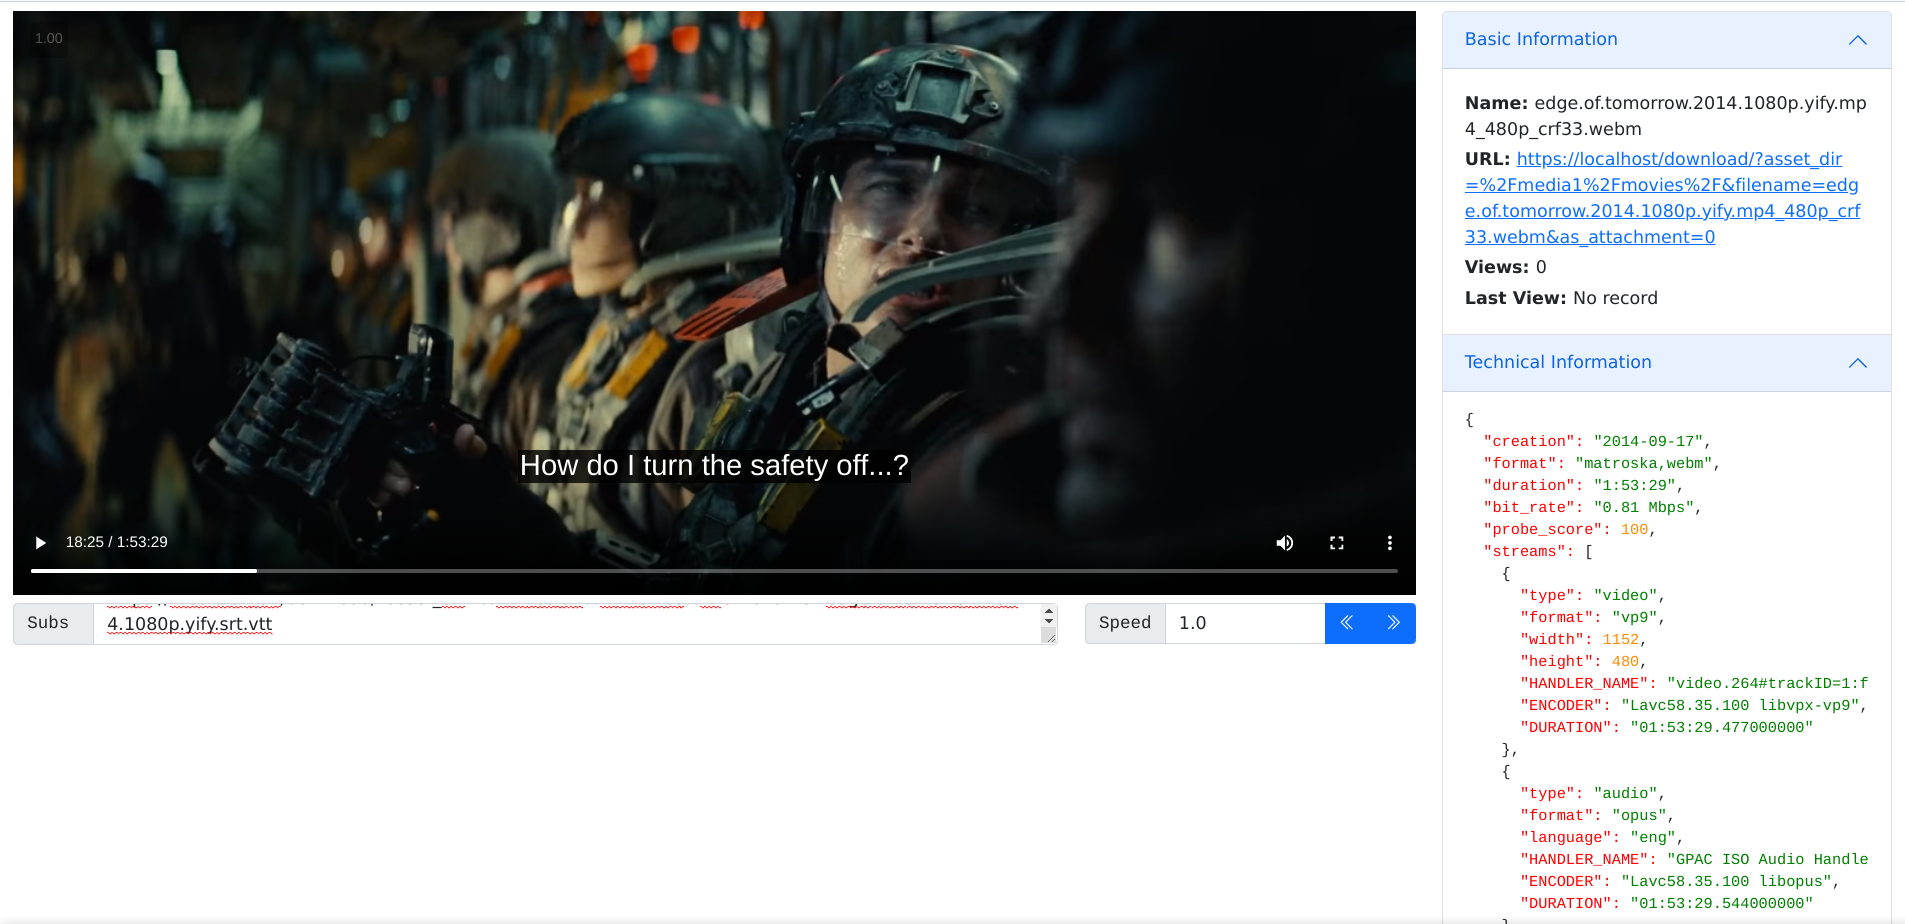 1.00
How do I turn the safety off...?
18:25 / 1:53:29
Subs
4.1080p.yify.srt.vtt
Speed
1.0
Basic Information
Name: edge.of.tomorrow.2014.1080p.yify.mp
4_480p_crf33.webm
URL: https://localhost/download/?asset_dir
=%2Fmedia1%2Fmovies%2F&filename=edg
e.of.tomorrow.2014.1080p.yify.mp4_480p_crf
33.webm&as_attachment=0
Views: 0
Last View: No record
Technical Information
{
"creation": "2014-09-17",
"format": "matroska,webm",
"duration": "1:53:29",
"bit_rate": "0.81 Mbps",
"probe_score": 100,
"streams": [
{
"type": "video",
"format": "vp9",
"width": 1152,
"height": 480,
"HANDLER_NAME": "video.264#trackID=1:f
"ENCODER": "Lavc58.35.100 libvpx-vp9",
"DURATION": "01:53:29.477000000"
},
{
"type": "audio",
"format": "opus",
"language": "eng",
"HANDLER_NAME": "GPAC ISO Audio Handle
"ENCODER": "Lavc58.35.100 libopus",
"DURATION": "01:53:29.544000000"